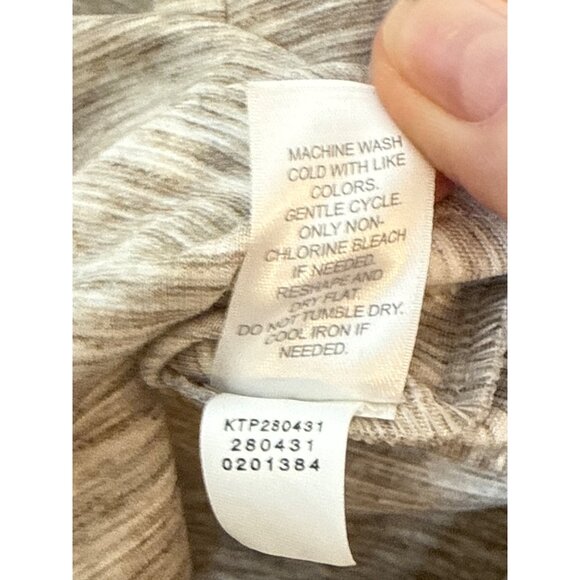 MACHINE WASH
COLD WITH LIKE
COLORS.
GENTLE CYCLE.
ONLY NON-
CHLORINE BLEACH
IF NEEDED.
RESHAPE AND
DRY FLAT.
DO NOT TUMBLE DRY.
COOL IRON IF
NEEDED.
KTP280431
280431
0201384